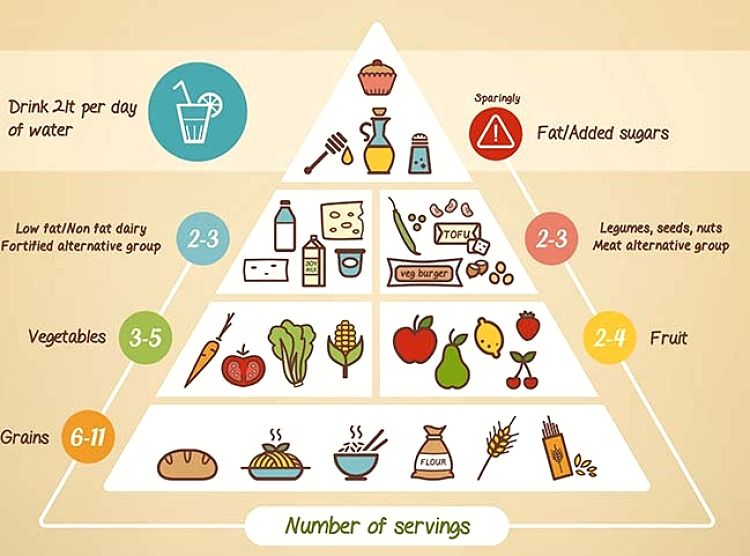 Sparingly
Drink 2lt per day
of water
Fat/Added sugars
Low fat/Non fat dairy
Fortified alternative group
2-3
SOY
MILK
TOFU
veg burger
2-3
Legumes, seeds, nuts
Meat alternative group
Vegetables
3-5
2-4
Fruit
Grains
6-11
FLOUR
Number of servings